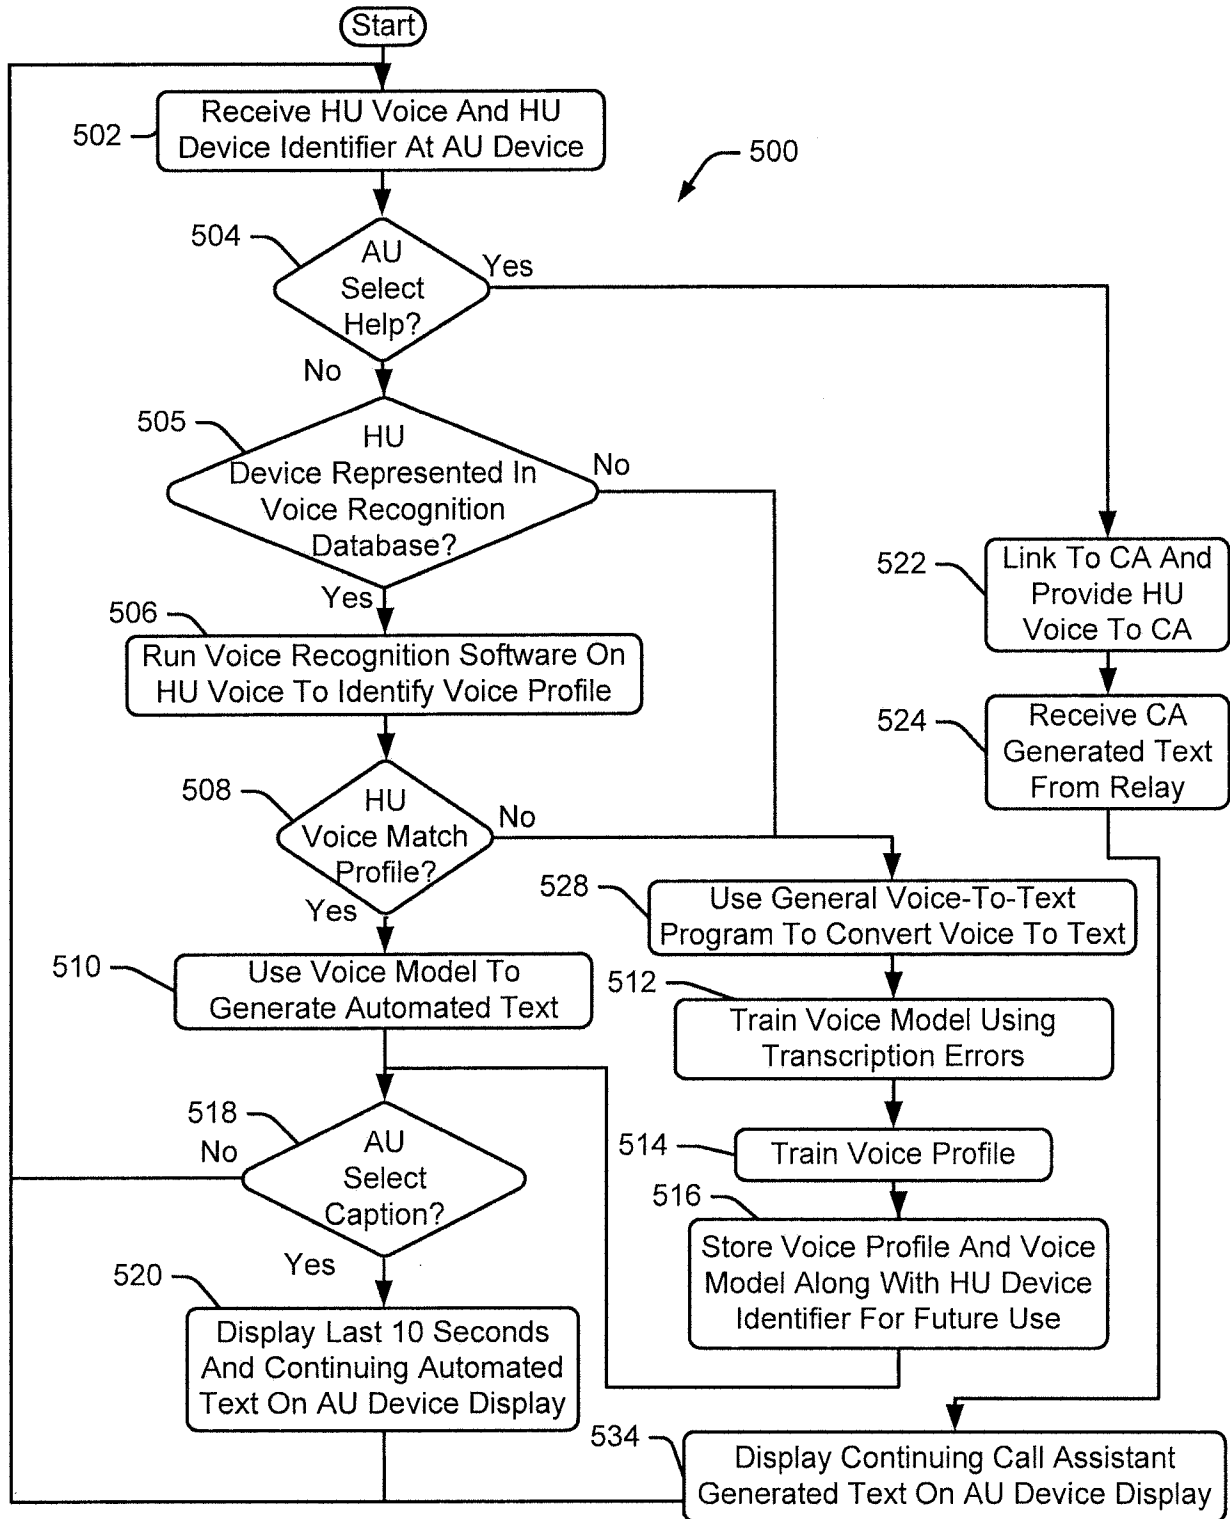 Start
502
Receive HU Voice And HU
Device Identifier At AU Device
500
504
AU
Select
Help?
Yes
No
505
HU
Device Represented In
Voice Recognition
Database?
No
Yes
506
Run Voice Recognition Software On
HU Voice To Identify Voice Profile
522
Link To CA And
Provide HU
Voice To CA
524
Receive CA
Generated Text
From Relay
508
HU
Voice Match
Profile?
No
Yes
528
Use General Voice-To-Text
Program To Convert Voice To Text
510
Use Voice Model To
Generate Automated Text
512
Train Voice Model Using
Transcription Errors
514
Train Voice Profile
518
No
AU
Select
Caption?
Yes
516
Store Voice Profile And Voice
Model Along With HU Device
Identifier For Future Use
520
Display Last 10 Seconds
And Continuing Automated
Text On AU Device Display
534
Display Continuing Call Assistant
Generated Text On AU Device Display